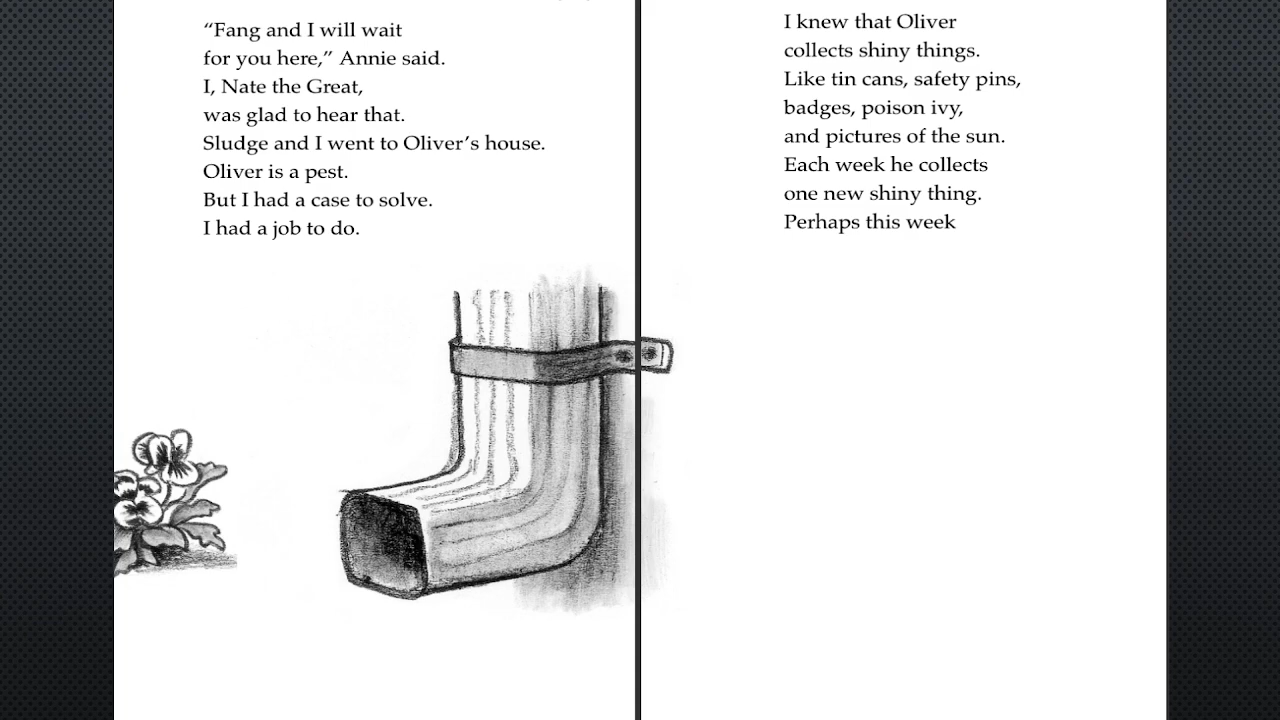 “Fang and I will wait
for you here,” Annie said.
I, Nate the Great,
was glad to hear that.
Sludge and I went to Oliver’s house.
Oliver is a pest.
But I had a case to solve.
I had a job to do.
I knew that Oliver
collects shiny things.
Like tin cans, safety pins,
badges, poison ivy,
and pictures of the sun.
Each week he collects
one new shiny thing.
Perhaps this week